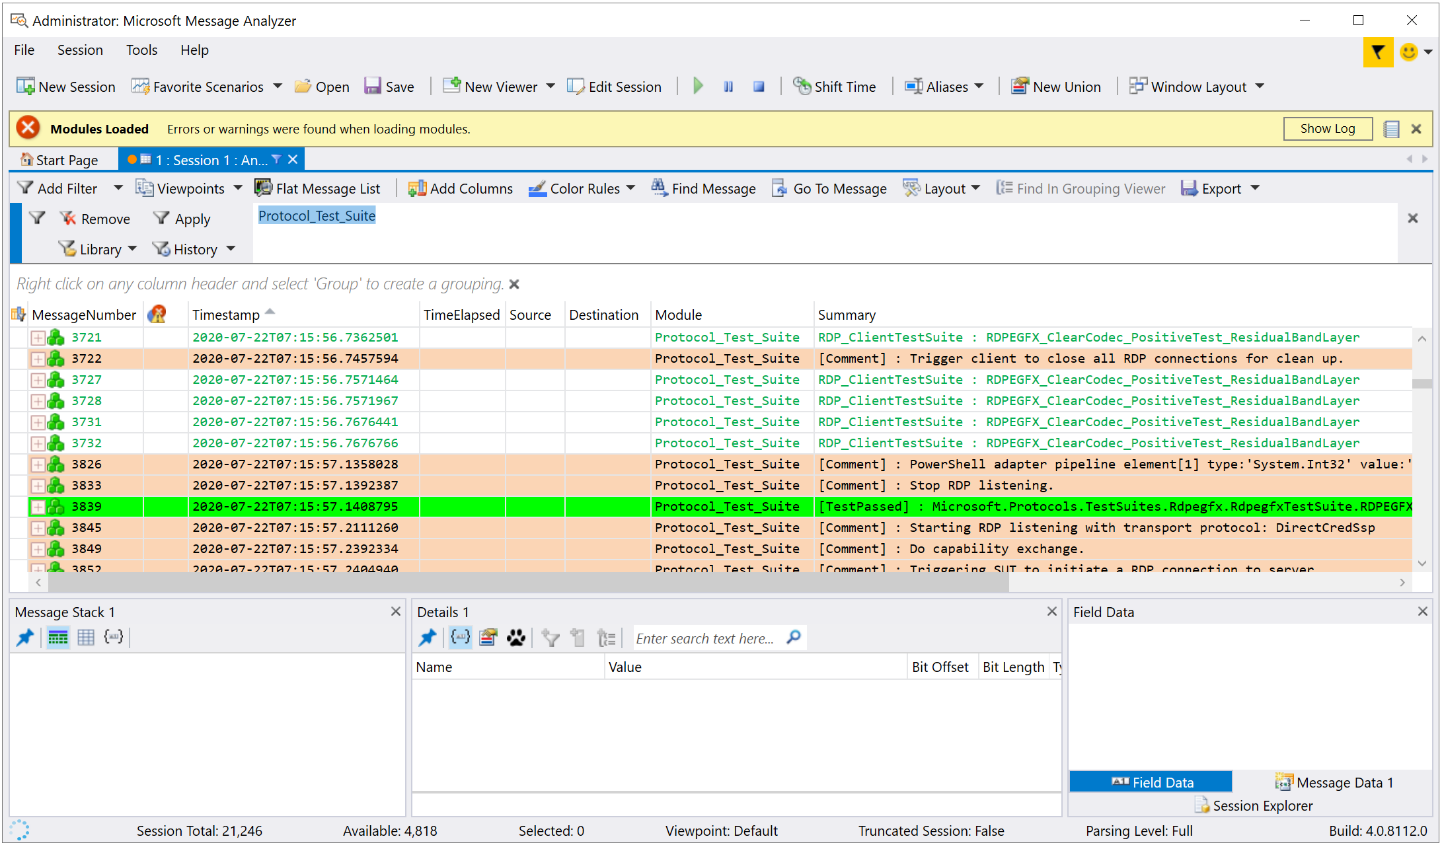 Administrator: Microsoft Message Analyzer
File Session Tools Help
New Session Favorite Scenarios Open Save New Viewer Edit Session Shift Time Aliases New Union Window Layout
Modules Loaded Errors or warnings were found when loading modules. Show Log
Start Page 1 : Session 1 : An...
Add Filter Viewpoints Flat Message List Add Columns Color Rules Find Message Go To Message Layout Find In Grouping Viewer Export
Remove Apply Protocol_Test_Suite
Library History
Right click on any column header and select 'Group' to create a grouping.
MessageNumber Timestamp TimeElapsed Source Destination Module Summary
3721 2020-07-22T07:15:56.7362501 Protocol_Test_Suite RDP_ClientTestSuite : RDPEGFX_ClearCodec_PositiveTest_ResidualBandLayer
3722 2020-07-22T07:15:56.7457594 Protocol_Test_Suite [Comment] : Trigger client to close all RDP connections for clean up.
3727 2020-07-22T07:15:56.7571464 Protocol_Test_Suite RDP_ClientTestSuite : RDPEGFX_ClearCodec_PositiveTest_ResidualBandLayer
3728 2020-07-22T07:15:56.7571967 Protocol_Test_Suite RDP_ClientTestSuite : RDPEGFX_ClearCodec_PositiveTest_ResidualBandLayer
3731 2020-07-22T07:15:56.7676441 Protocol_Test_Suite RDP_ClientTestSuite : RDPEGFX_ClearCodec_PositiveTest_ResidualBandLayer
3732 2020-07-22T07:15:56.7676766 Protocol_Test_Suite RDP_ClientTestSuite : RDPEGFX_ClearCodec_PositiveTest_ResidualBandLayer
3826 2020-07-22T07:15:57.1358028 Protocol_Test_Suite [Comment] : PowerShell adapter pipeline element[1] type:'System.Int32' value:'
3833 2020-07-22T07:15:57.1392387 Protocol_Test_Suite [Comment] : Stop RDP listening.
3839 2020-07-22T07:15:57.1408795 Protocol_Test_Suite [TestPassed] : Microsoft.Protocols.TestSuites.Rdpegfx.RdpegfxTestSuite.RDPEGFX
3845 2020-07-22T07:15:57.2111260 Protocol_Test_Suite [Comment] : Starting RDP listening with transport protocol: DirectCredSsp
3849 2020-07-22T07:15:57.2392334 Protocol_Test_Suite [Comment] : Do capability exchange.
3852 2020-07-22T07:15:57.2404940 Protocol_Test_Suite [Comment] : Triggering SUT to initiate a RDP connection to server
Message Stack 1 Details 1 Field Data
Enter search text here...
Name Value Bit Offset Bit Length Ty
Field Data Message Data 1
Session Explorer
Session Total: 21,246 Available: 4,818 Selected: 0 Viewpoint: Default Truncated Session: False Parsing Level: Full Build: 4.0.8112.0